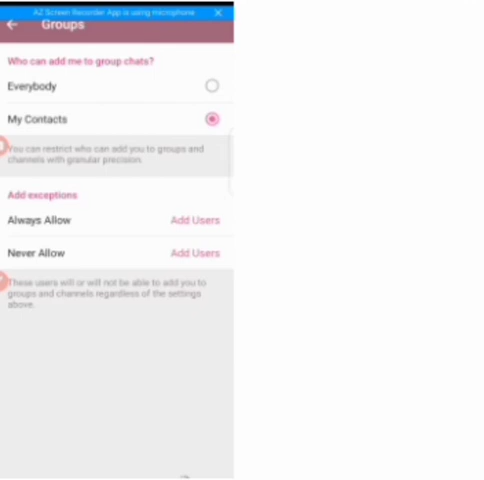 AZ Screen Recorder App is using microphone
Groups
Who can add me to group chats?
Everybody
My Contacts
You can restrict who can add you to groups and
channels with granular precision.
Add exceptions
Always Allow Add Users
Never Allow Add Users
These users will or will not be able to add you to
groups and channels regardless of the settings
above.